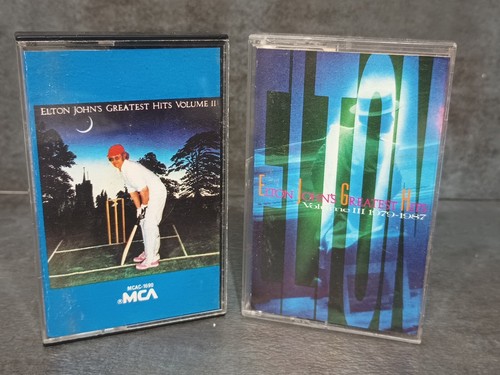 ELTON JOHN'S GREATEST HITS VOLUME II
MCAC-1690
MCA
ELTON
ELTON JOHN'S GREATEST HITS
Volume III 1979-1987